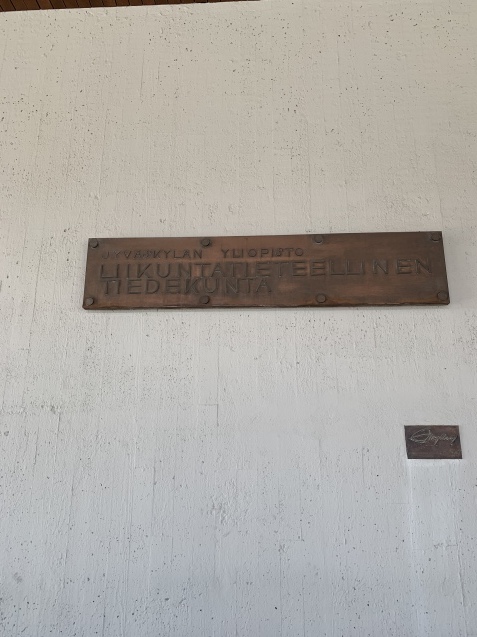 JYVÄSKYLÄN YLIOPISTO
LIIKUNTATIETEELLINEN
TIEDEKUNTA